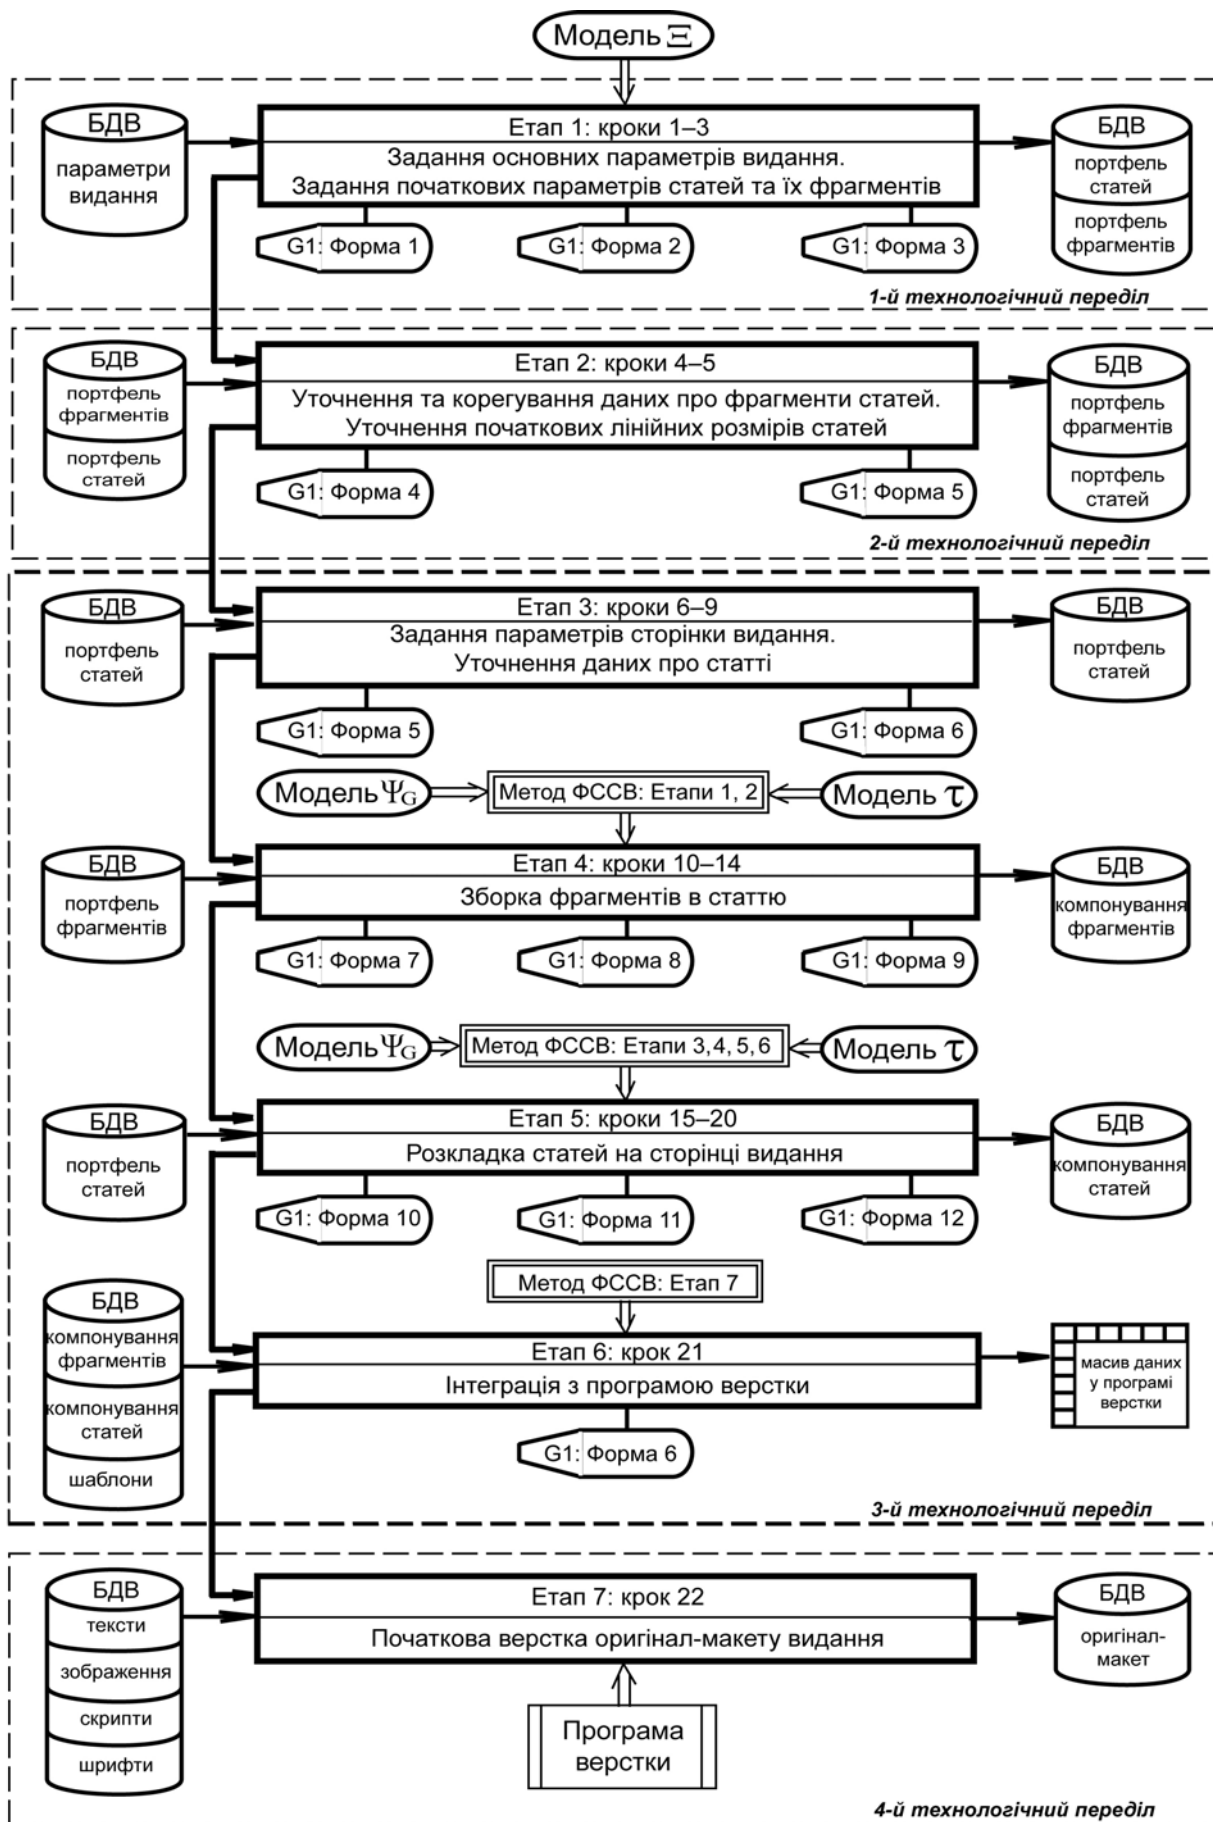 Модель Ξ
БДВ
параметри
видання
Етап 1: кроки 1–3
Задання основних параметрів видання.
Задання початкових параметрів статей та їх фрагментів
G1: Форма 1
G1: Форма 2
G1: Форма 3
БДВ
портфель
статей
портфель
фрагментів
1-й технологічний переділ
БДВ
портфель
фрагментів
портфель
статей
Етап 2: кроки 4–5
Уточнення та корегування даних про фрагменти статей.
Уточнення початкових лінійних розмірів статей
G1: Форма 4
G1: Форма 5
БДВ
портфель
фрагментів
портфель
статей
2-й технологічний переділ
БДВ
портфель
статей
Етап 3: кроки 6–9
Задання параметрів сторінки видання.
Уточнення даних про статті
G1: Форма 5
G1: Форма 6
БДВ
портфель
статей
Модель ΨG
Метод ФССВ: Етапи 1, 2
Модель τ
БДВ
портфель
фрагментів
Етап 4: кроки 10–14
Зборка фрагментів в статтю
G1: Форма 7
G1: Форма 8
G1: Форма 9
БДВ
компонування
фрагментів
Модель ΨG
Метод ФССВ: Етапи 3, 4, 5, 6
Модель τ
БДВ
портфель
статей
Етап 5: кроки 15–20
Розкладка статей на сторінці видання
G1: Форма 10
G1: Форма 11
G1: Форма 12
БДВ
компонування
статей
Метод ФССВ: Етап 7
БДВ
компонування
фрагментів
компонування
статей
шаблони
Етап 6: крок 21
Інтеграція з програмою верстки
G1: Форма 6
масив даних
у програмі
верстки
3-й технологічний переділ
БДВ
тексти
зображення
скрипти
шрифти
Етап 7: крок 22
Початкова верстка оригінал-макету видання
Програма
верстки
БДВ
оригінал-
макет
4-й технологічний переділ